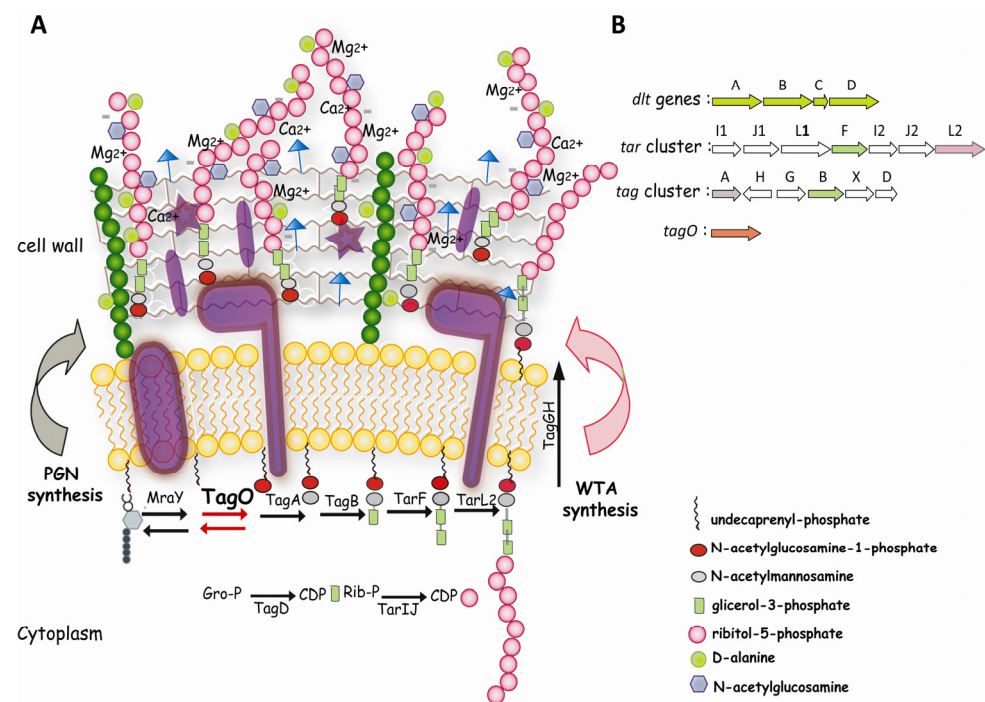 A
Mg2+
Mg2+
Ca2+
Mg2+
Ca2+
Mg2+
Mg2+
Ca2+
Mg2+
Mg2+
Ca2+
Mg2+
Mg2+
cell wall
PGN
synthesis
MraY
TagO
TagA
TagB
TarF
TarL2
TagGH
WTA
synthesis
Gro-P
TagD
CDP
Rib-P
TarIJ
CDP
Cytoplasm
B
A B C D
dlt genes :
I1 J1 L1 F I2 J2 L2
tar cluster :
A H G B X D
tag cluster :
tagO :
undecaprenyl-phosphate
N-acetylglucosamine-1-phosphate
N-acetylmannosamine
glicerol-3-phosphate
ribitol-5-phosphate
D-alanine
N-acetylglucosamine